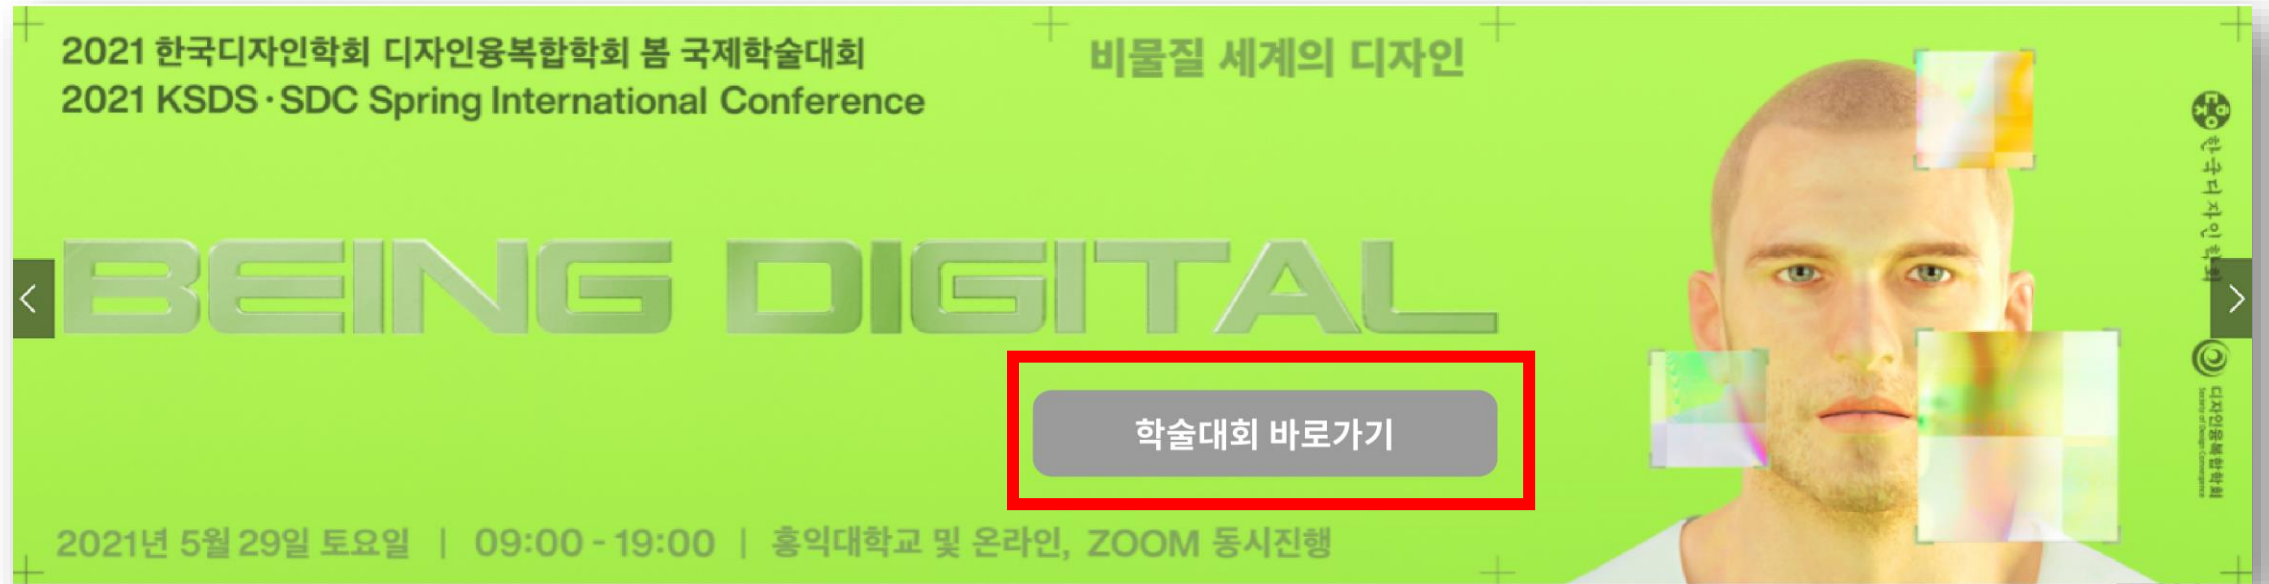 2021 한국디자인학회 디자인융복합학회 봄 국제학술대회
2021 KSDS·SDC Spring International Conference
비물질 세계의 디자인
BEING DIGITAL
학술대회 바로가기
2021년 5월 29일 토요일 | 09:00 - 19:00 | 홍익대학교 및 온라인, ZOOM 동시진행
한국디자인학회
디자인융복합학회
Society of Design Convergence